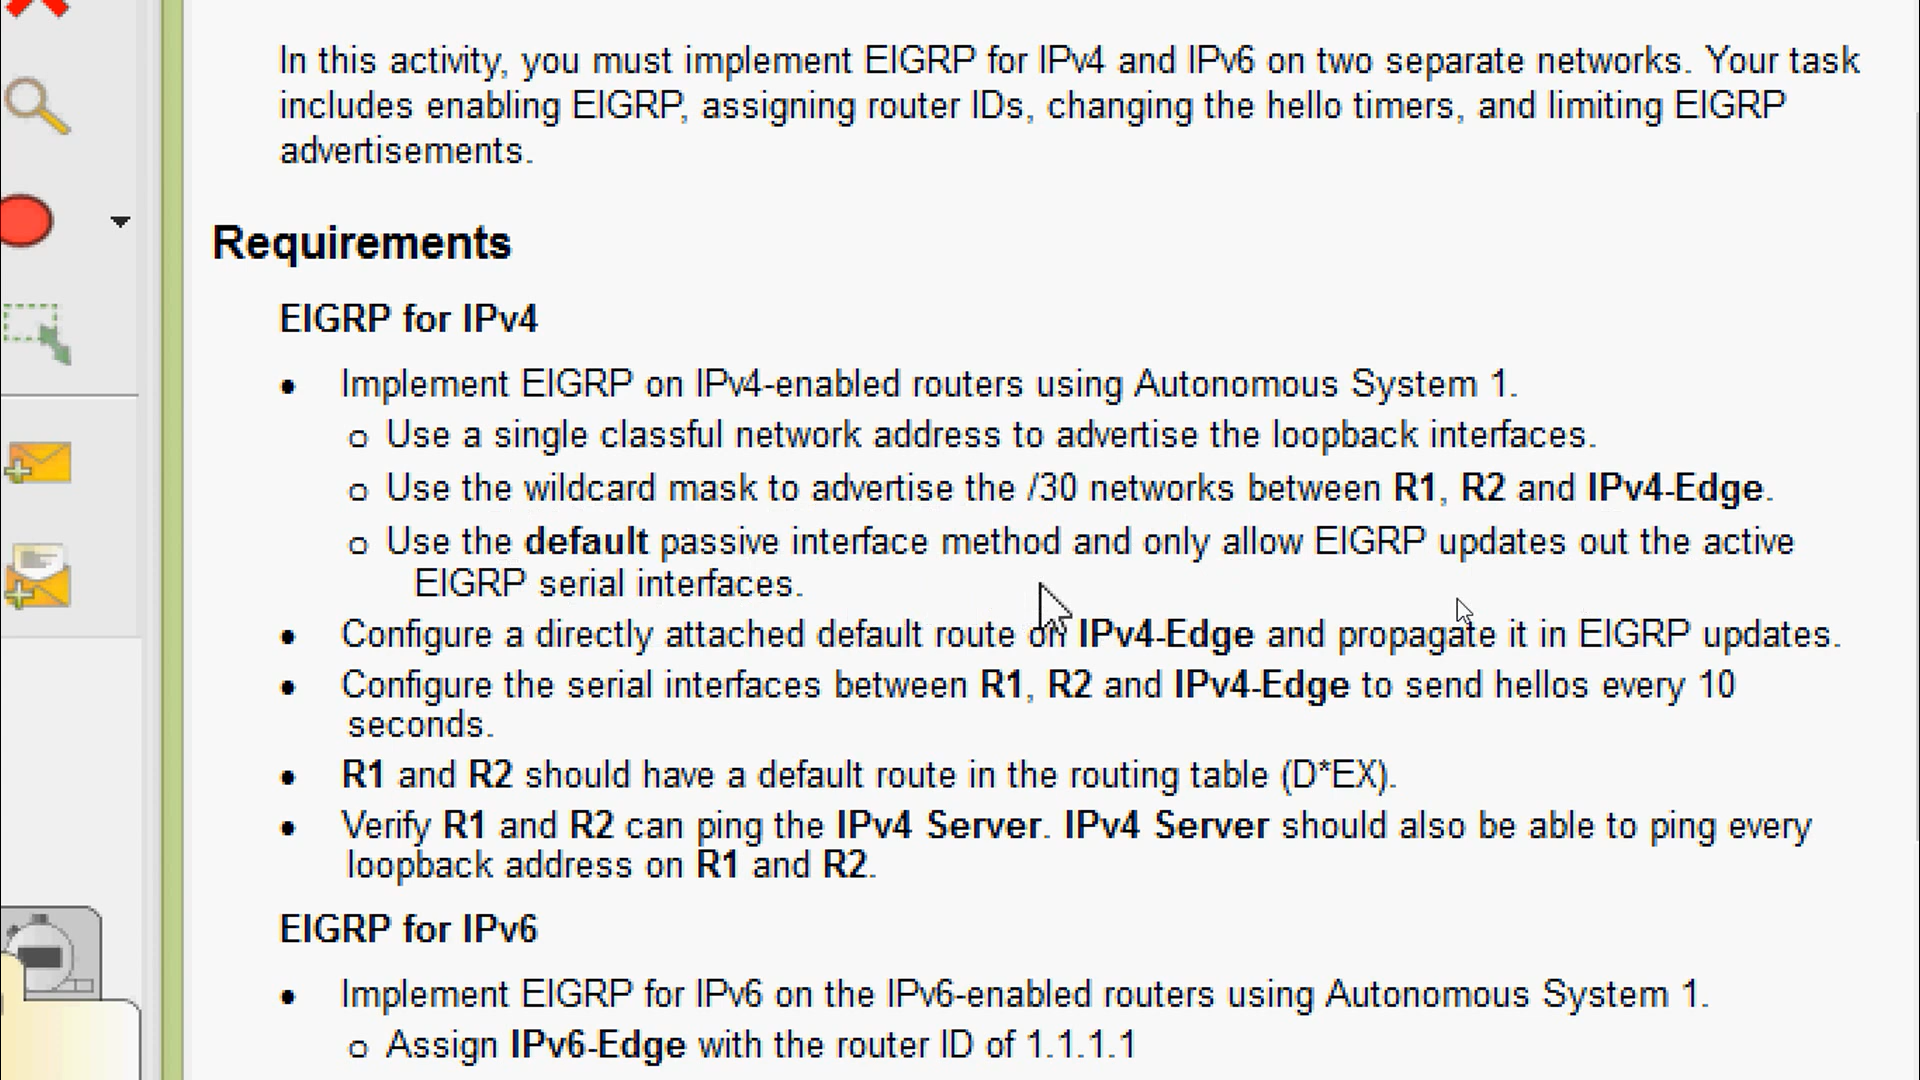 In this activity, you must implement EIGRP for IPv4 and IPv6 on two separate networks. Your task
includes enabling EIGRP, assigning router IDs, changing the hello timers, and limiting EIGRP
advertisements.
Requirements
EIGRP for IPv4
• Implement EIGRP on IPv4-enabled routers using Autonomous System 1.
o Use a single classful network address to advertise the loopback interfaces.
o Use the wildcard mask to advertise the /30 networks between R1, R2 and IPv4-Edge.
o Use the default passive interface method and only allow EIGRP updates out the active
EIGRP serial interfaces.
• Configure a directly attached default route on IPv4-Edge and propagate it in EIGRP updates.
• Configure the serial interfaces between R1, R2 and IPv4-Edge to send hellos every 10
seconds.
• R1 and R2 should have a default route in the routing table (D*EX).
• Verify R1 and R2 can ping the IPv4 Server. IPv4 Server should also be able to ping every
loopback address on R1 and R2.
EIGRP for IPv6
• Implement EIGRP for IPv6 on the IPv6-enabled routers using Autonomous System 1.
o Assign IPv6-Edge with the router ID of 1.1.1.1